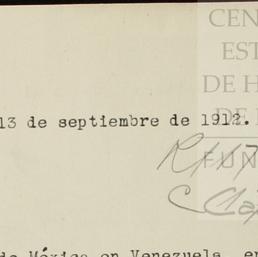 CEN
EST
DE H
DE
13 de septiembre de 1912.
FUN
de México en Venezuela, en